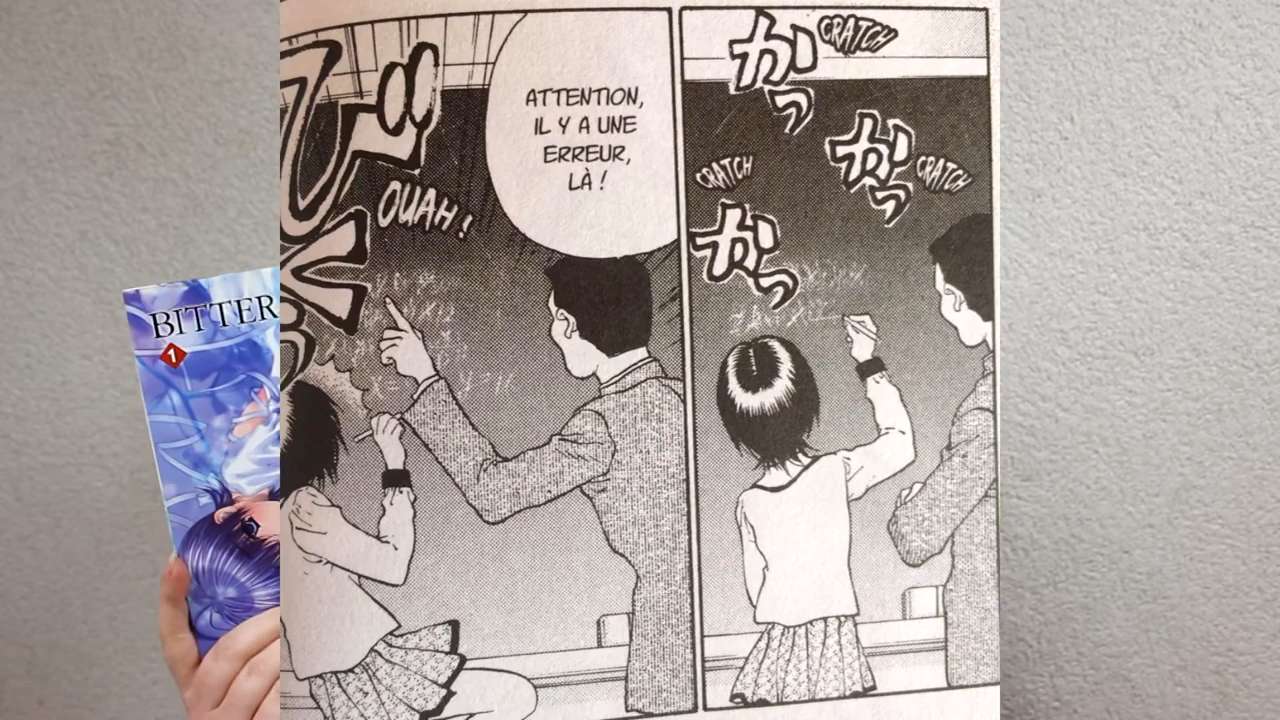 BITTER
1
かっ
CRATCH
かっ
CRATCH
CRATCH
かっ
ATTENTION,
IL Y A UNE
ERREUR,
LÀ !
OUAH !